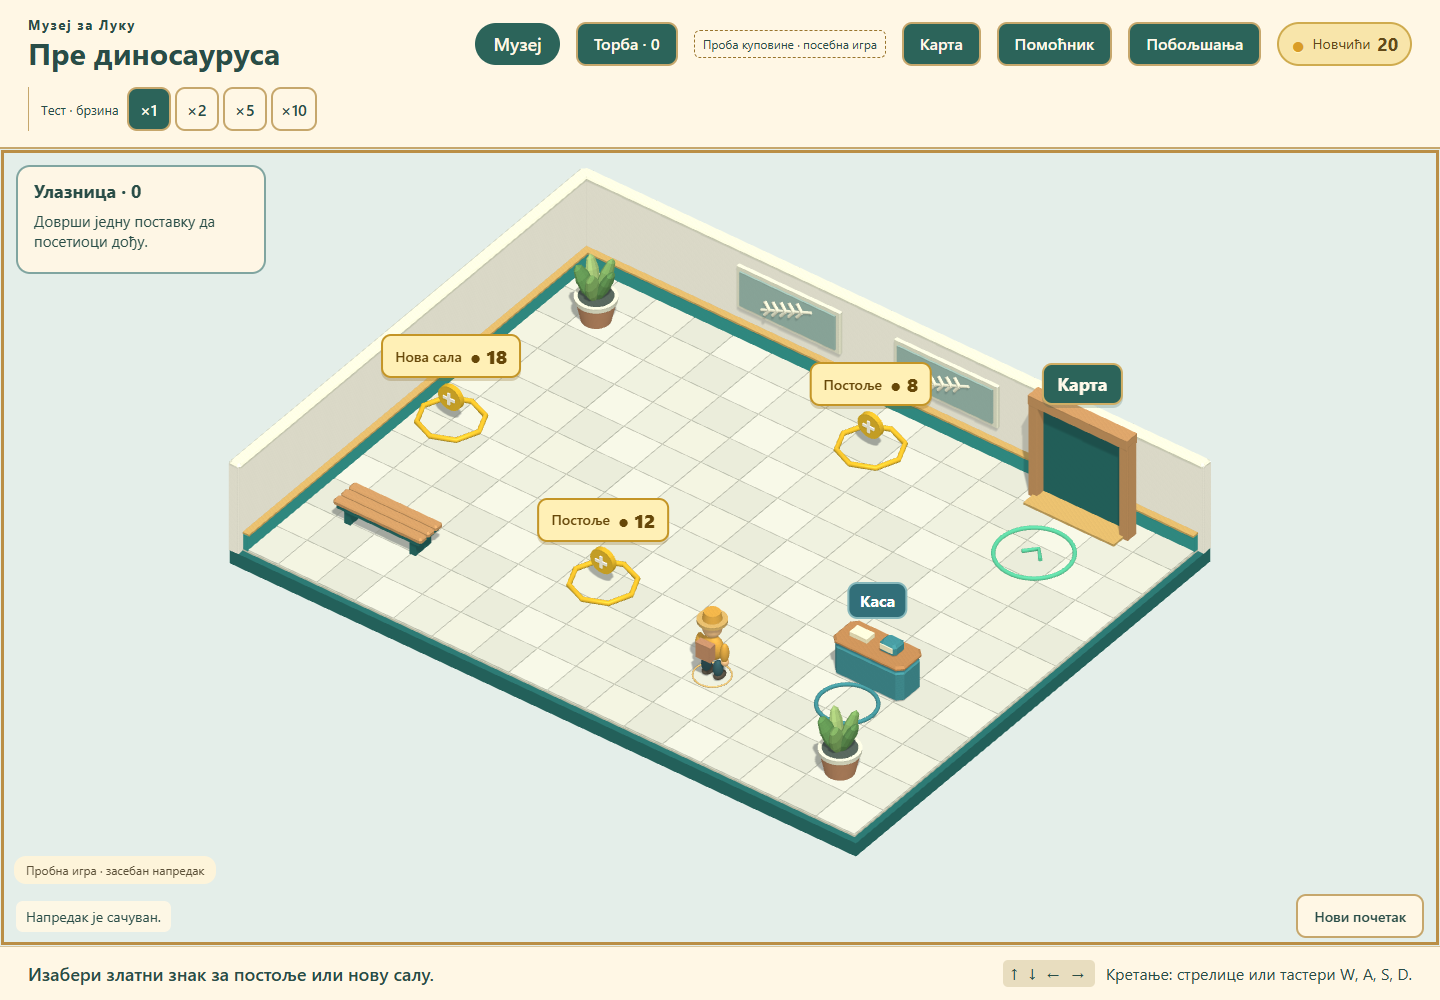 Музеј за Луку
Пре диносауруса
Музеј
Торба · 0
Проба куповине · посебна игра
Карта
Помоћник
Побољшања
Новчићи 20
Тест · брзина
×1
×2
×5
×10
Улазница · 0
Доврши једну поставку да
посетиоци дођу.
Нова сала ● 18
Постоље ● 8
Карта
Постоље ● 12
Каса
Пробна игра · засебан напредак
Напредак је сачуван.
Нови почетак
Изабери златни знак за постоље или нову салу.
↑ ↓ ← → Кретање: стрелице или тастери W, A, S, D.